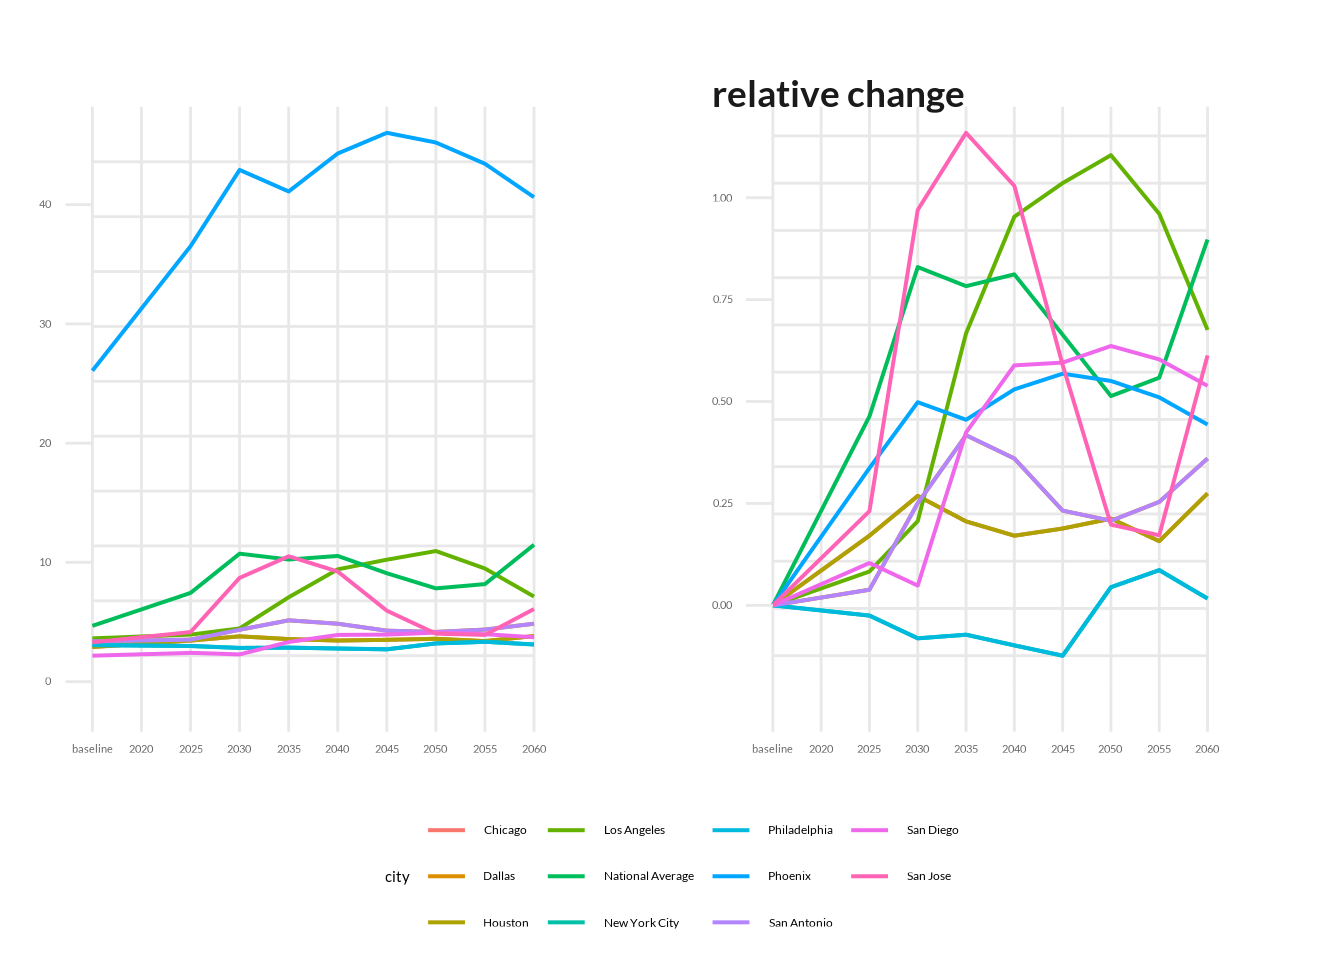 relative change
40
30
20
10
0
baseline 2020 2025 2030 2035 2040 2045 2050 2055 2060
1.00
0.75
0.50
0.25
0.00
baseline 2020 2025 2030 2035 2040 2045 2050 2055 2060
city
Chicago Los Angeles Philadelphia San Diego
Dallas National Average Phoenix San Jose
Houston New York City San Antonio